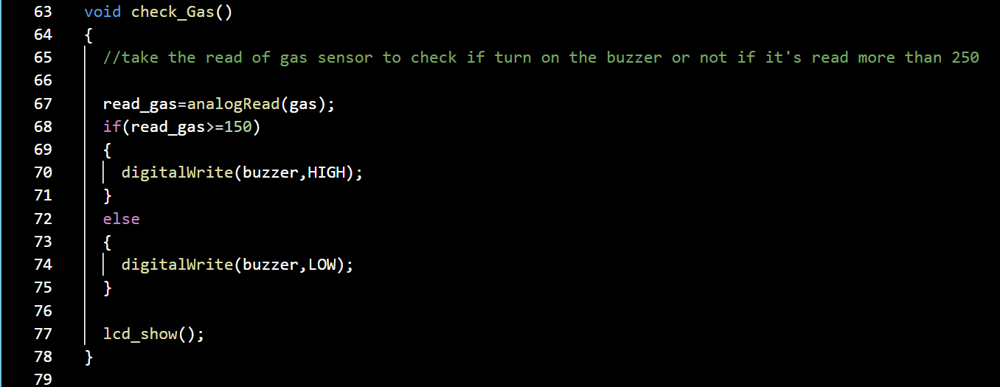 63 void check_Gas()
64 {
65 //take the read of gas sensor to check if turn on the buzzer or not if it's read more than 250
66
67 read_gas=analogRead(gas);
68 if(read_gas>=150)
69 {
70 digitalWrite(buzzer,HIGH);
71 }
72 else
73 {
74 digitalWrite(buzzer,LOW);
75 }
76
77 lcd_show();
78 }
79